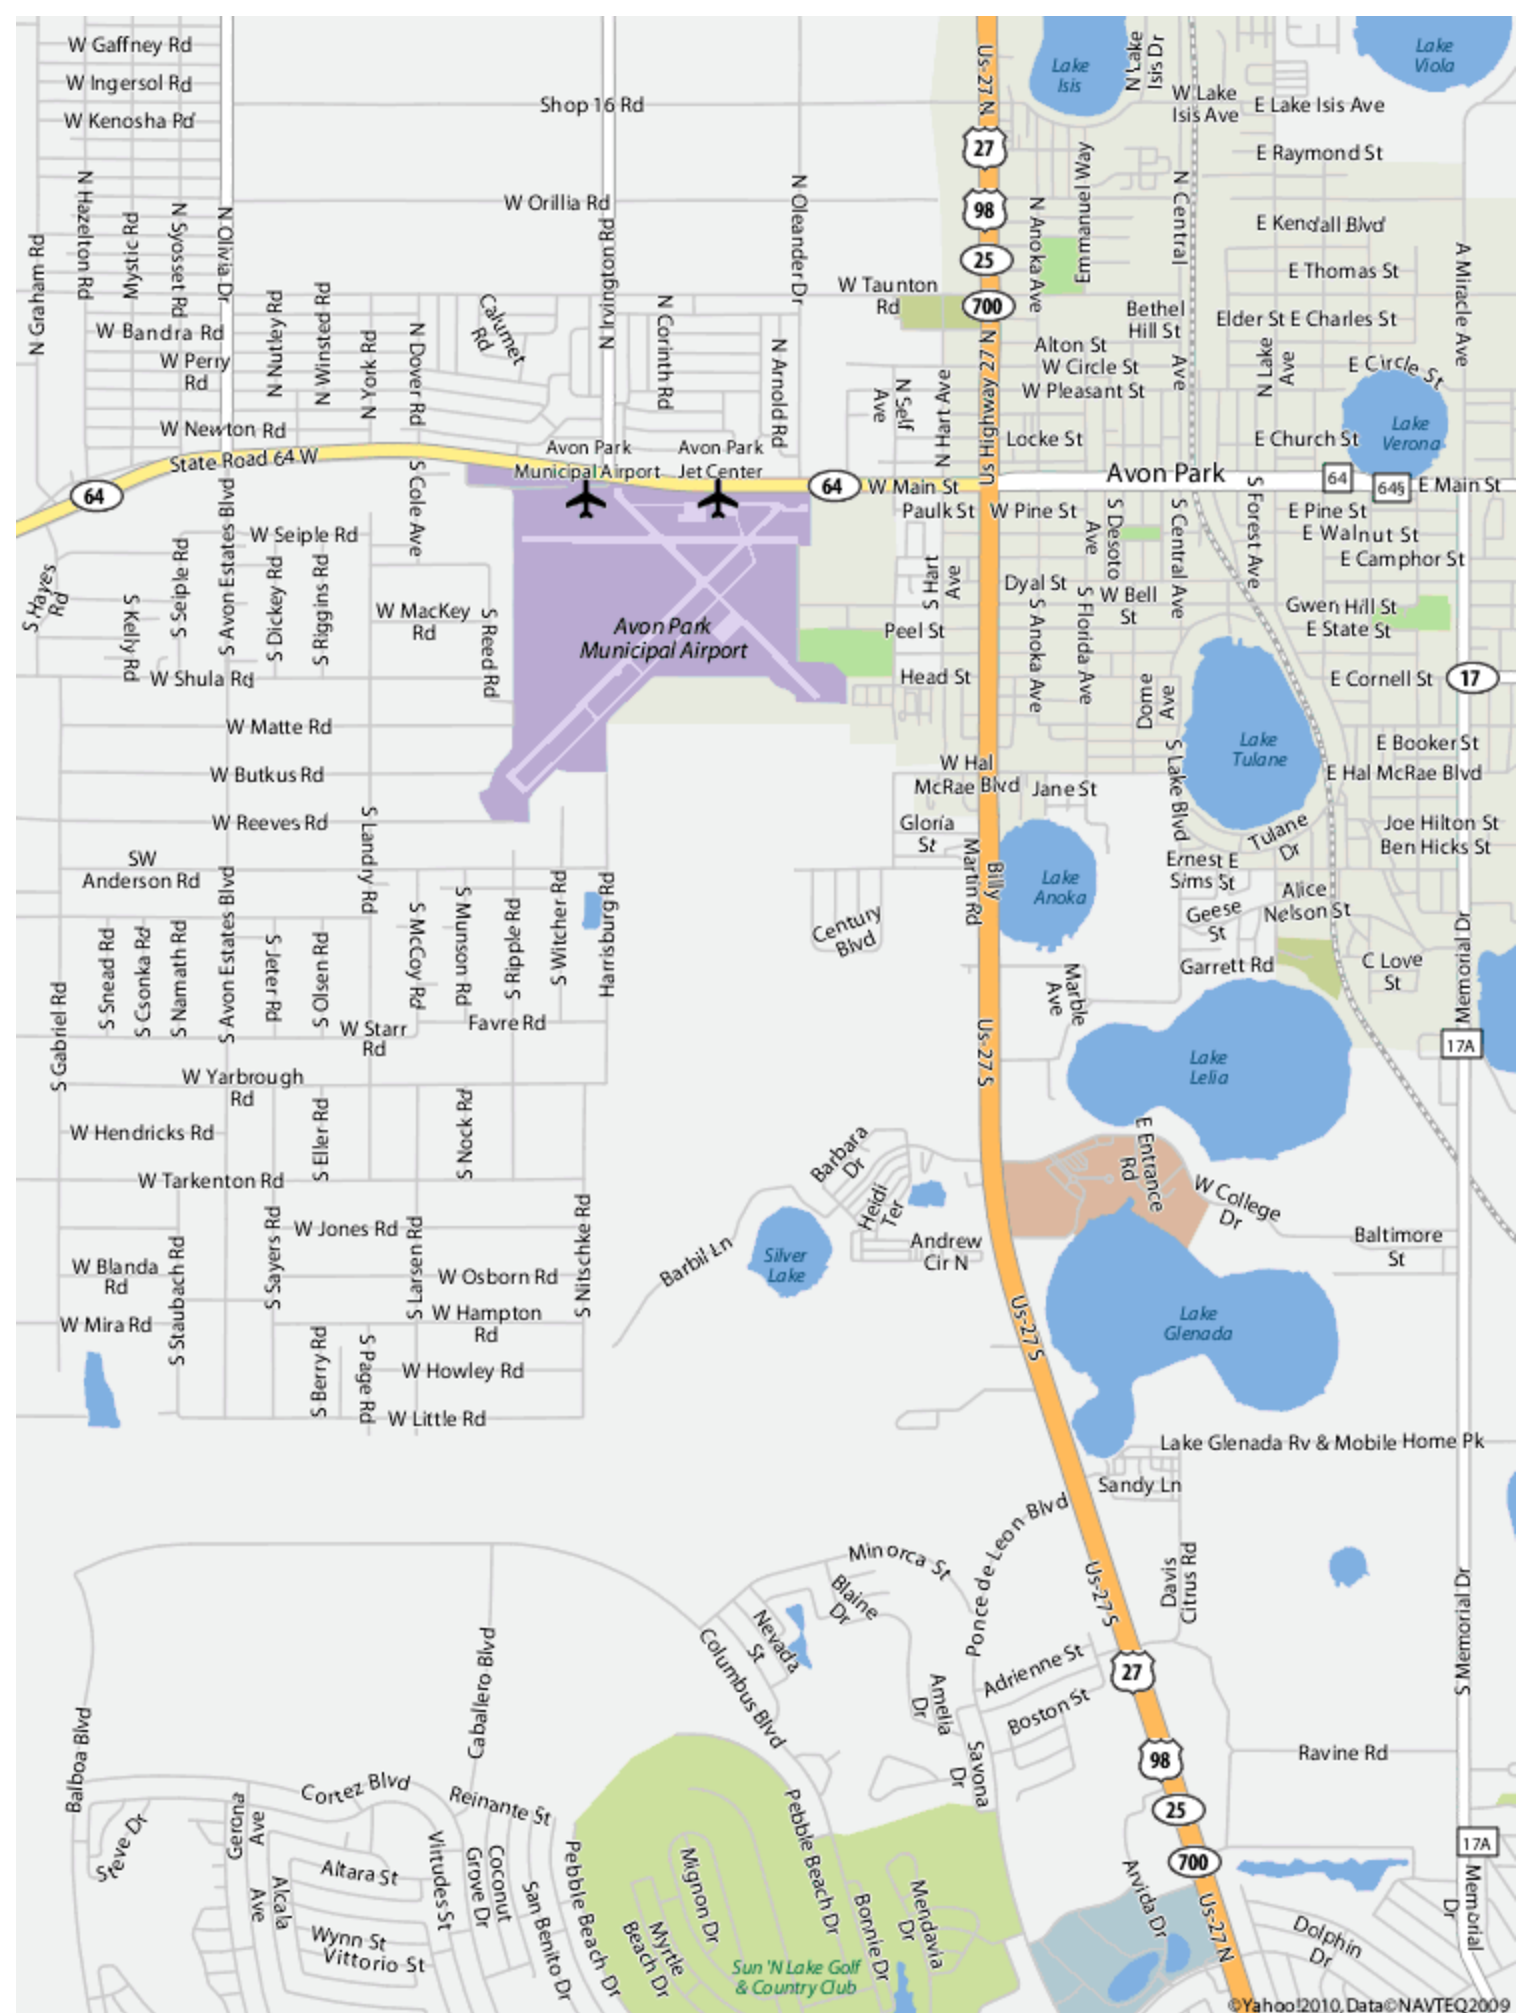 W Gaffney Rd
W Ingersol Rd
W Kenosha Rd
Shop 16 Rd
W Orillia Rd
N Graham Rd
N Hazelton Rd
Mystic Rd
N Syosset Rd
N Olivia Dr
N Irvington Rd
N Oleander Dr
Us-27 N
27
98
25
700
Lake
Isis
N Lake
Isis Dr
Lake
Viola
W Lake
Isis Ave
E Lake Isis Ave
E Raymond St
Emmanuel Way
N Anoka Ave
N Central
Ave
E Kendall Blvd
E Thomas St
A Miracle Ave
W Taunton
Rd
Bethel
Hill St
Elder St
E Charles St
W Bandra Rd
W Perry
Rd
N Nutley Rd
N Winsted Rd
N York Rd
N Dover Rd
Calumet
Rd
N Corinth Rd
N Arnold Rd
N Self
Ave
N Hart Ave
Us Highway 27 N
Alton St
W Circle St
W Pleasant St
N Lake
Ave
E Circle St
Lake
Verona
W Newton Rd
State Road 64 W
Avon Park
Municipal Airport
Avon Park
Jet Center
Locke St
E Church St
64
64
W Main St
Avon Park
64
E Main St
S Hayes
Rd
S Kelly Rd
S Seiple Rd
S Avon Estates Blvd
W Seiple Rd
S Dickey Rd
S Riggins Rd
S Cole Ave
W MacKey
Rd
S Reed Rd
Avon Park
Municipal Airport
Paulk St
W Pine St
S Desoto
Ave
S Central Ave
S Forest Ave
E Pine St
E Walnut St
E Camphor St
S Hart
Ave
Dyal St
W Bell
St
Gwen Hill St
E State St
Peel St
S Anoka Ave
S Florida Ave
Head St
E Cornell St
17
W Shula Rd
W Matte Rd
W Butkus Rd
W Reeves Rd
Dome
Ave
S Lake Blvd
Lake
Tulane
E Booker St
E Hal McRae Blvd
W Hal
McRae Blvd
Jane St
Gloria
St
Billy
Martin Rd
Lake
Anoka
Tulane
Dr
Joe Hilton St
Ben Hicks St
Ernest E
Sims St
Alice
Nelson St
Geese
St
Garrett Rd
C Love
St
Memorial Dr
17A
SW
Anderson Rd
S Landry Rd
S Snead Rd
S Csonka Rd
S Namath Rd
S Avon Estates Blvd
S Jeter Rd
S Olsen Rd
S McCoy Rd
S Munson Rd
S Ripple Rd
S Witcher Rd
Harrisburg Rd
Century
Blvd
Marble
Ave
S Gabriel Rd
W Starr
Rd
Favre Rd
Us-27 S
Lake
Lelia
W Yarbrough
Rd
W Hendricks Rd
S Eller Rd
S Nock Rd
W Tarkenton Rd
Barbara
Dr
Heidi
Ter
E Entrance
Rd
W College
Dr
Baltimore
St
W Jones Rd
S Sayers Rd
S Larsen Rd
S Nitschke Rd
Barbil Ln
Silver
Lake
Andrew
Cir N
W Blanda
Rd
S Staubach Rd
W Osborn Rd
W Hampton
Rd
W Mira Rd
Us-27 S
Lake
Glenada
S Berry Rd
S Page Rd
W Howley Rd
W Little Rd
Lake Glenada Rv & Mobile Home Pk
Sandy Ln
Ponce de Leon Blvd
Us-27 S
Davis
Citrus Rd
S Memorial Dr
Minorca St
Blaine
Dr
Nevada
St
Columbus Blvd
Caballero Blvd
Balboa Blvd
Adrienne St
Boston St
Amelia
Dr
Savona
Dr
27
98
25
700
Ravine Rd
17A
Memorial
Dr
Cortez Blvd
Reinante St
Steve Dr
Gerona
Ave
Alcala
Ave
Altara St
Wynn St
Vittorio St
Virtudes St
Coconut
Grove Dr
San Benito Dr
Pebble Beach Dr
Myrtle
Beach Dr
Mignon Dr
Pebble Beach Dr
Bonnie Dr
Mendavia
Dr
Sun 'N Lake Golf
& Country Club
Arvida Dr
Us-27 N
Dolphin
Dr
©Yahoo!2010, Data©NAVTEQ2009